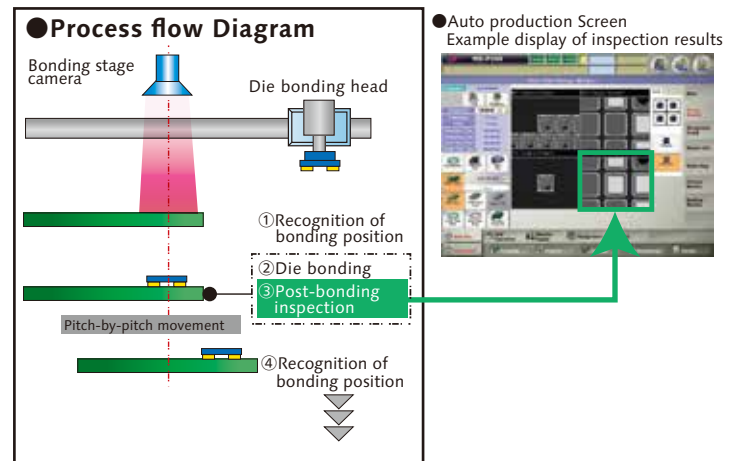 ●Process flow Diagram
Bonding stage
camera
Die bonding head
①Recognition of
bonding position
②Die bonding
③Post-bonding
inspection
Pitch-by-pitch movement
④Recognition of
bonding position
●Auto production Screen
Example display of inspection results